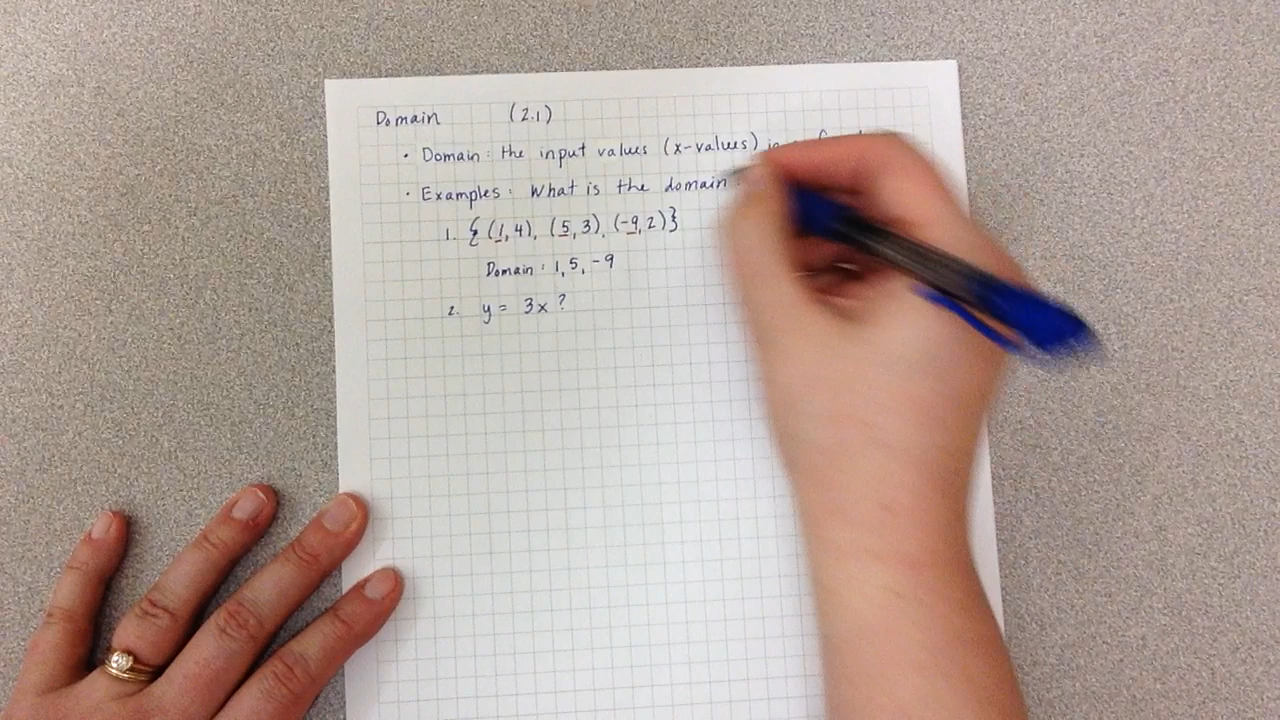 Domain (2.1)
• Domain: the input values (x-values)
• Examples: What is the domain
1. {(1,4), (5,3), (-9,2)}
Domain: 1, 5, -9
2. y = 3x?